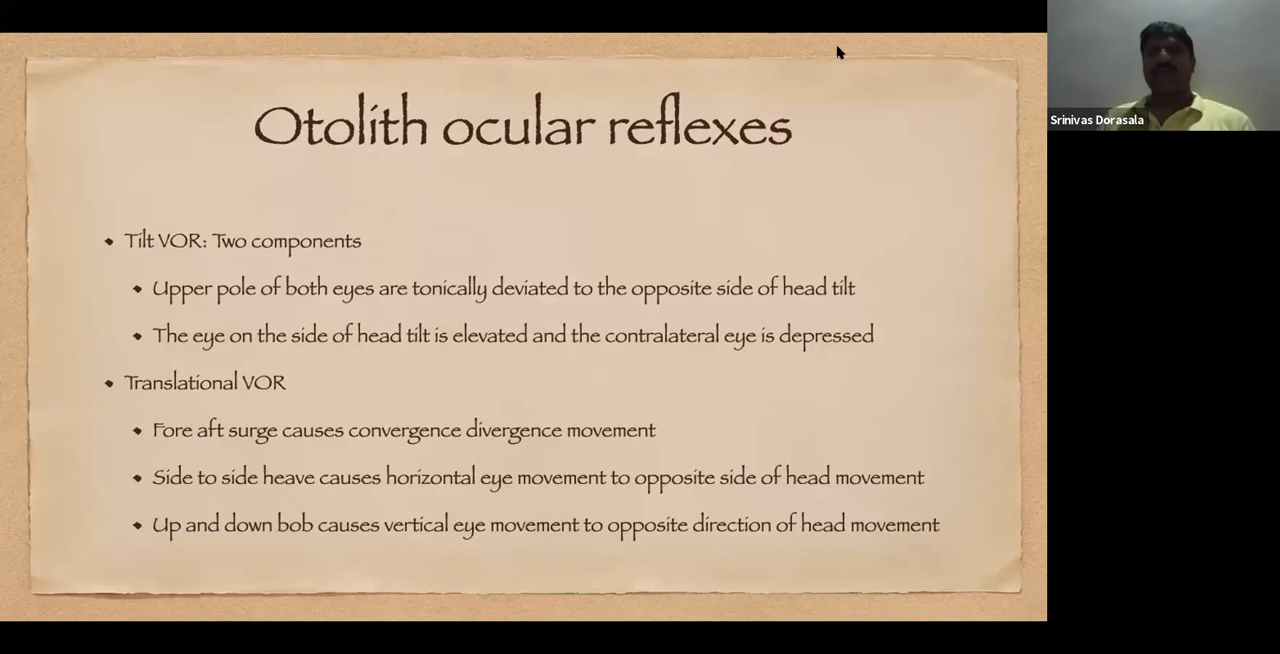 Otolith ocular reflexes
Tilt VOR: Two components
Upper pole of both eyes are tonically deviated to the opposite side of head tilt
The eye on the side of head tilt is elevated and the contralateral eye is depressed
Translational VOR
Fore aft surge causes convergence divergence movement
Side to side heave causes horizontal eye movement to opposite side of head movement
Up and down bob causes vertical eye movement to opposite direction of head movement
Srinivas Dorasala